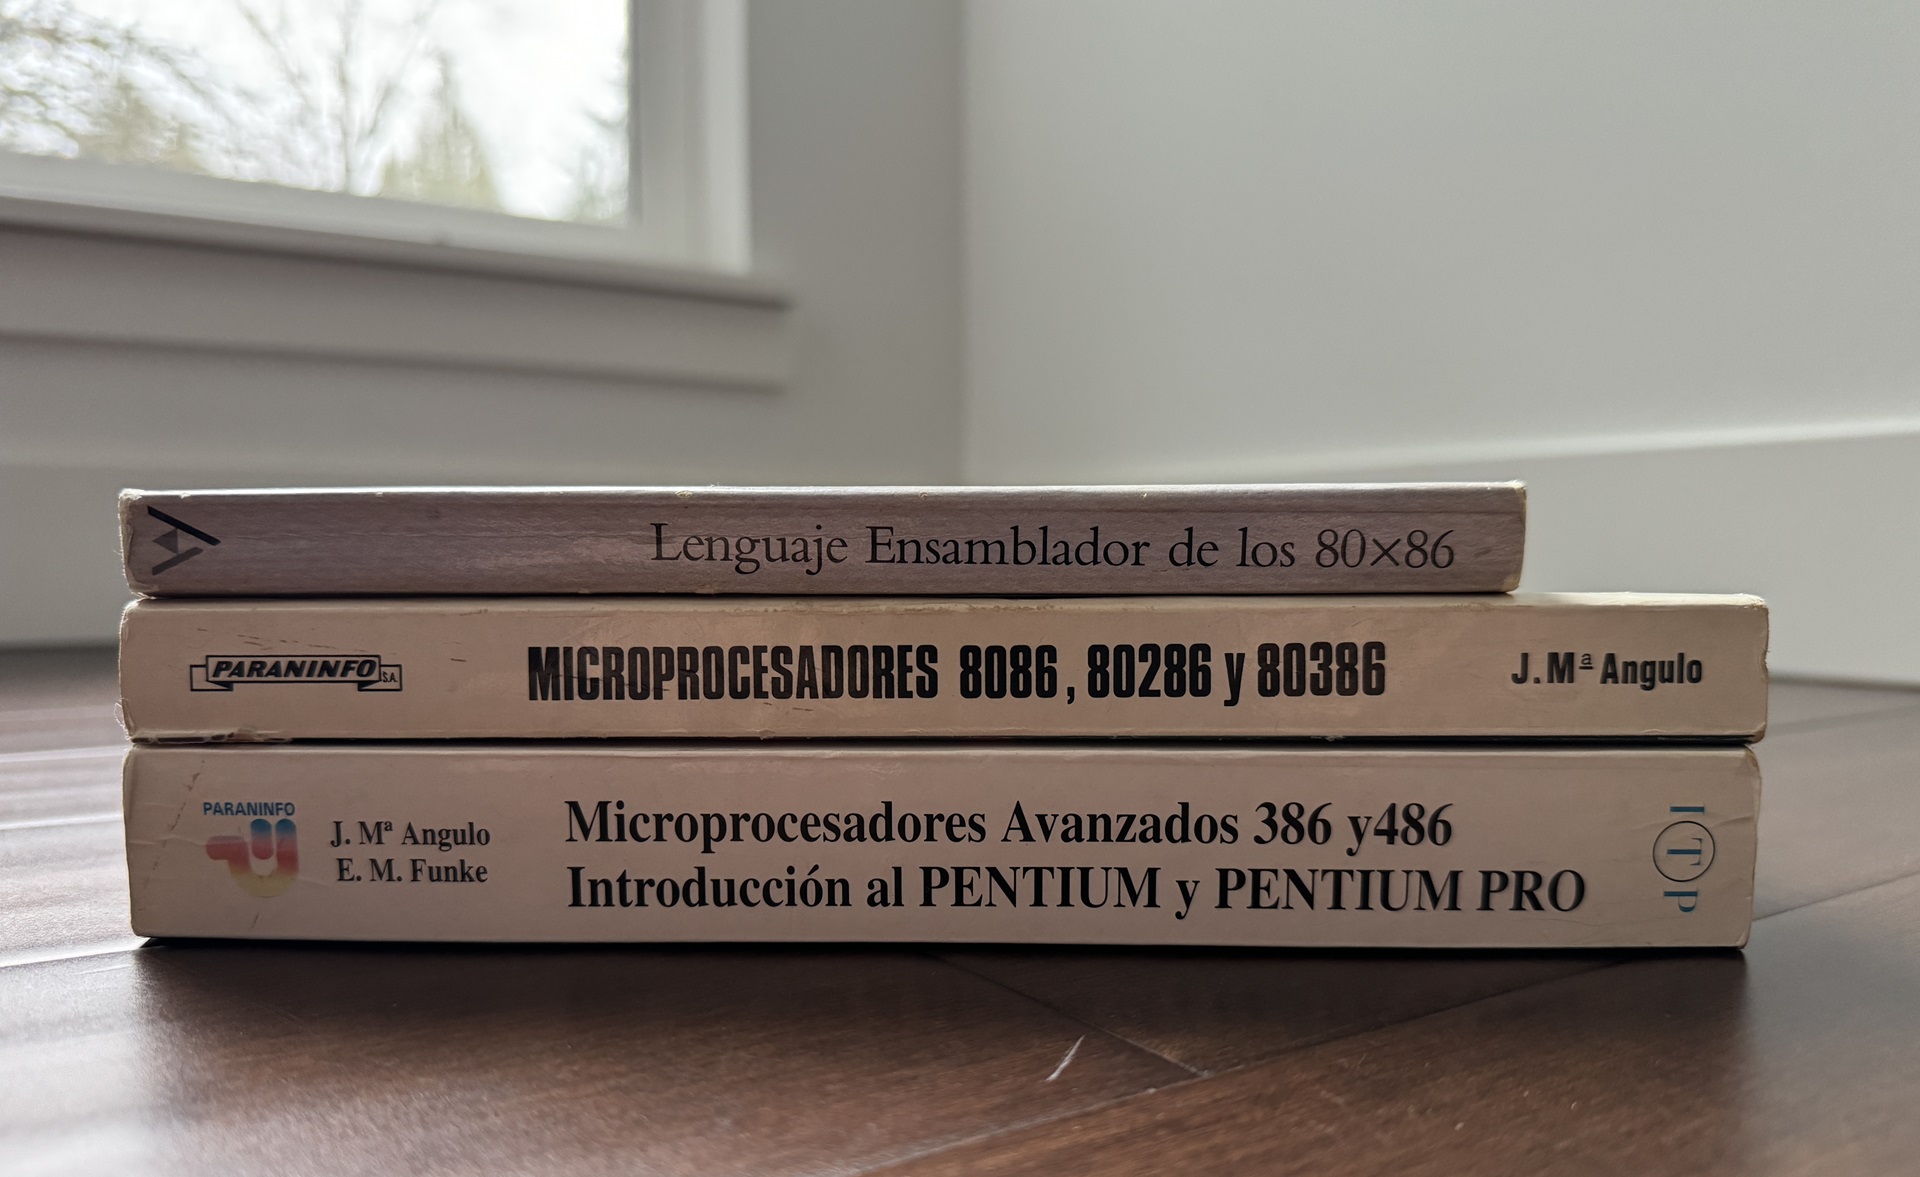 Lenguaje Ensamblador de los 80×86
PARANINFO S.A.
MICROPROCESADORES 8086, 80286 y 80386
J. Mª Angulo
PARANINFO
J. Mª Angulo
E. M. Funke
Microprocesadores Avanzados 386 y486
Introducción al PENTIUM y PENTIUM PRO
ITP